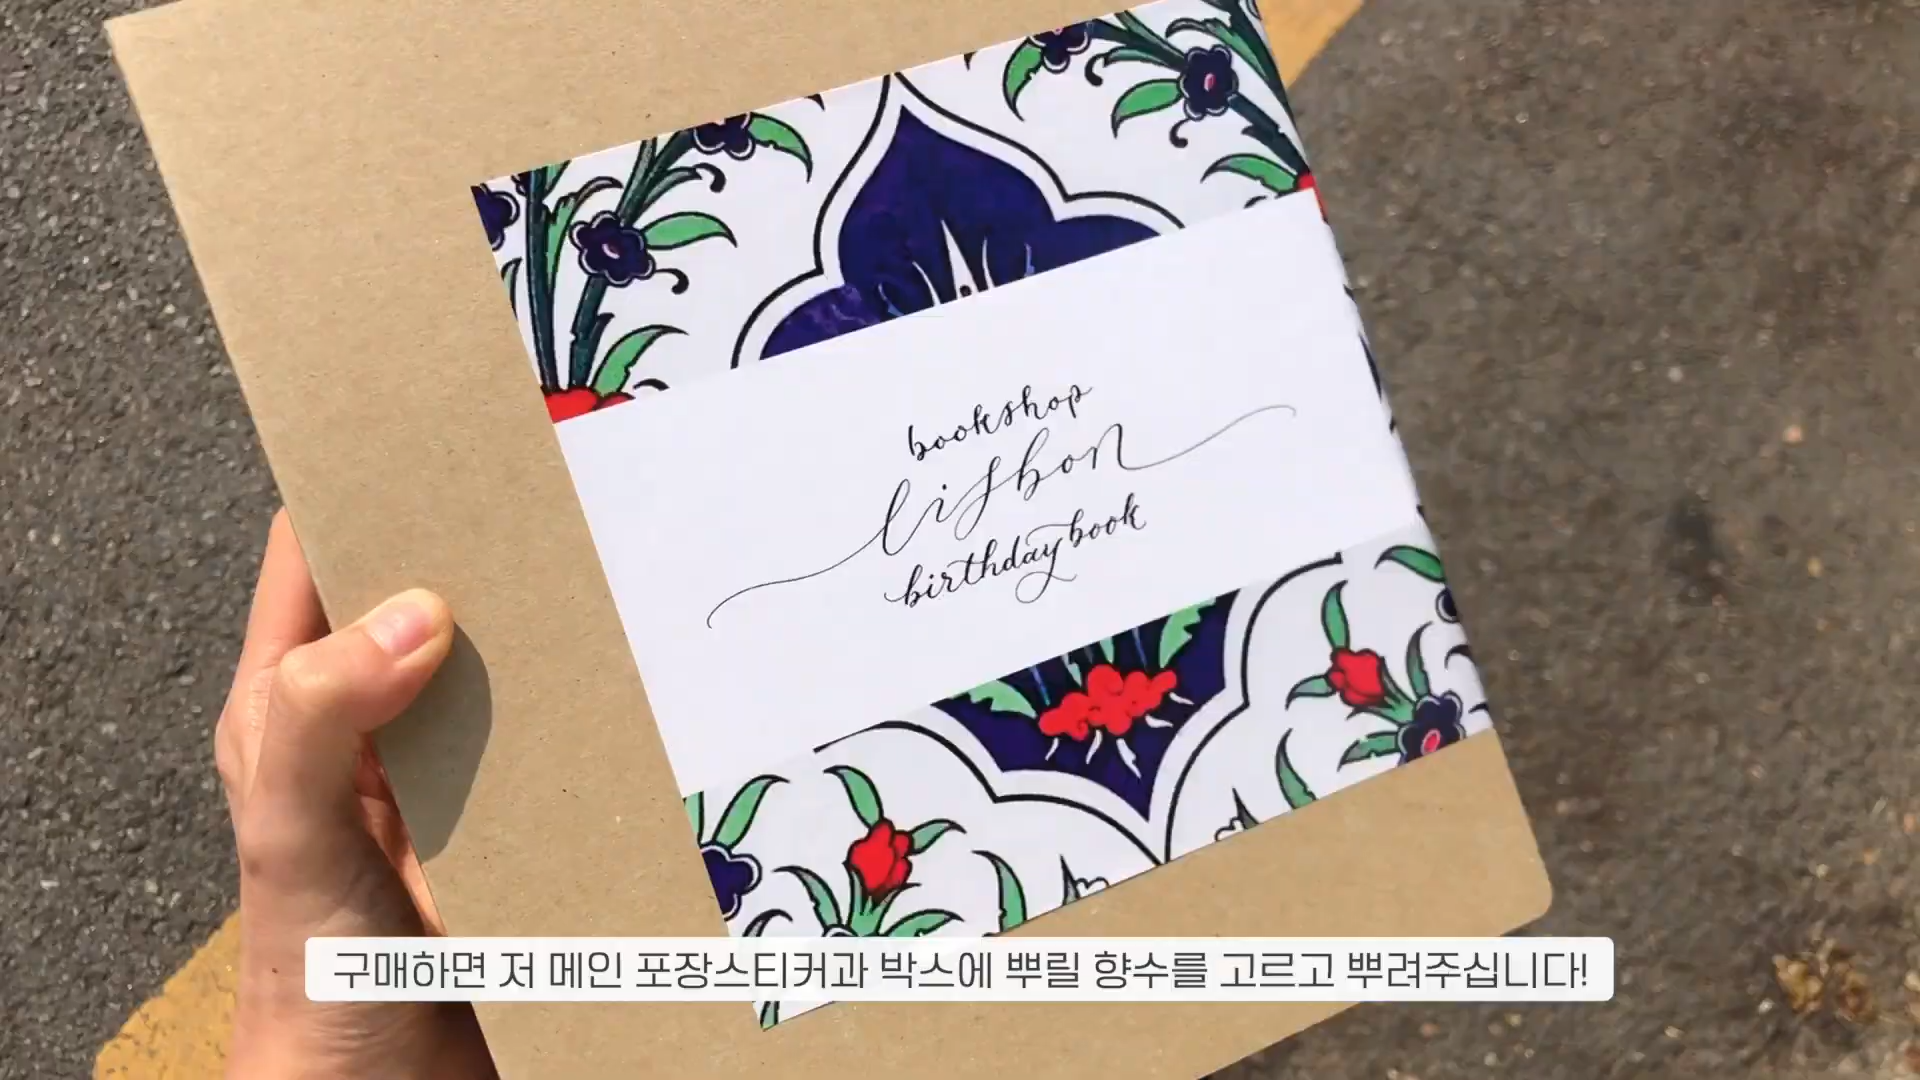 bookshop
lisbon
birthday book
구매하면 저 메인 포장스티커과 박스에 뿌릴 향수를 고르고 뿌려주십니다!